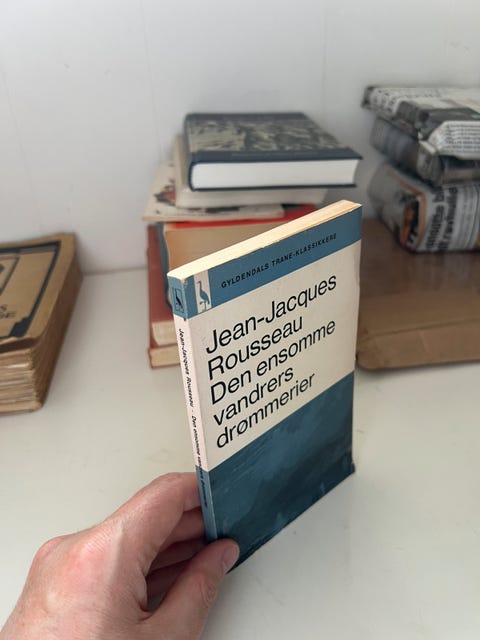 GYLDENDALS TRANE-KLASSIKERE
Jean-Jacques
Rousseau
Den ensomme
vandrers
drømmerier
Jean-Jacques Rousseau · Den ensomme vandrers drømmerier